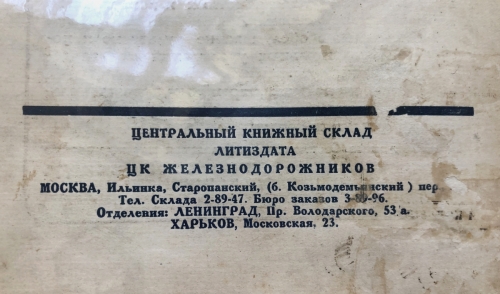 ЦЕНТРАЛЬНЫЙ КНИЖНЫЙ СКЛАД
ЛИТИЗДАТА
ЦК ЖЕЛЕЗНОДОРОЖНИКОВ
МОСКВА, Ильинка, Старопанский, (б. Козьмодемьянский) пер
Тел. Склада 2-89-47. Бюро заказов 3-89-96.
Отделения: ЛЕНИНГРАД, Пр. Володарского, 53 а.
ХАРЬКОВ, Московская, 23.